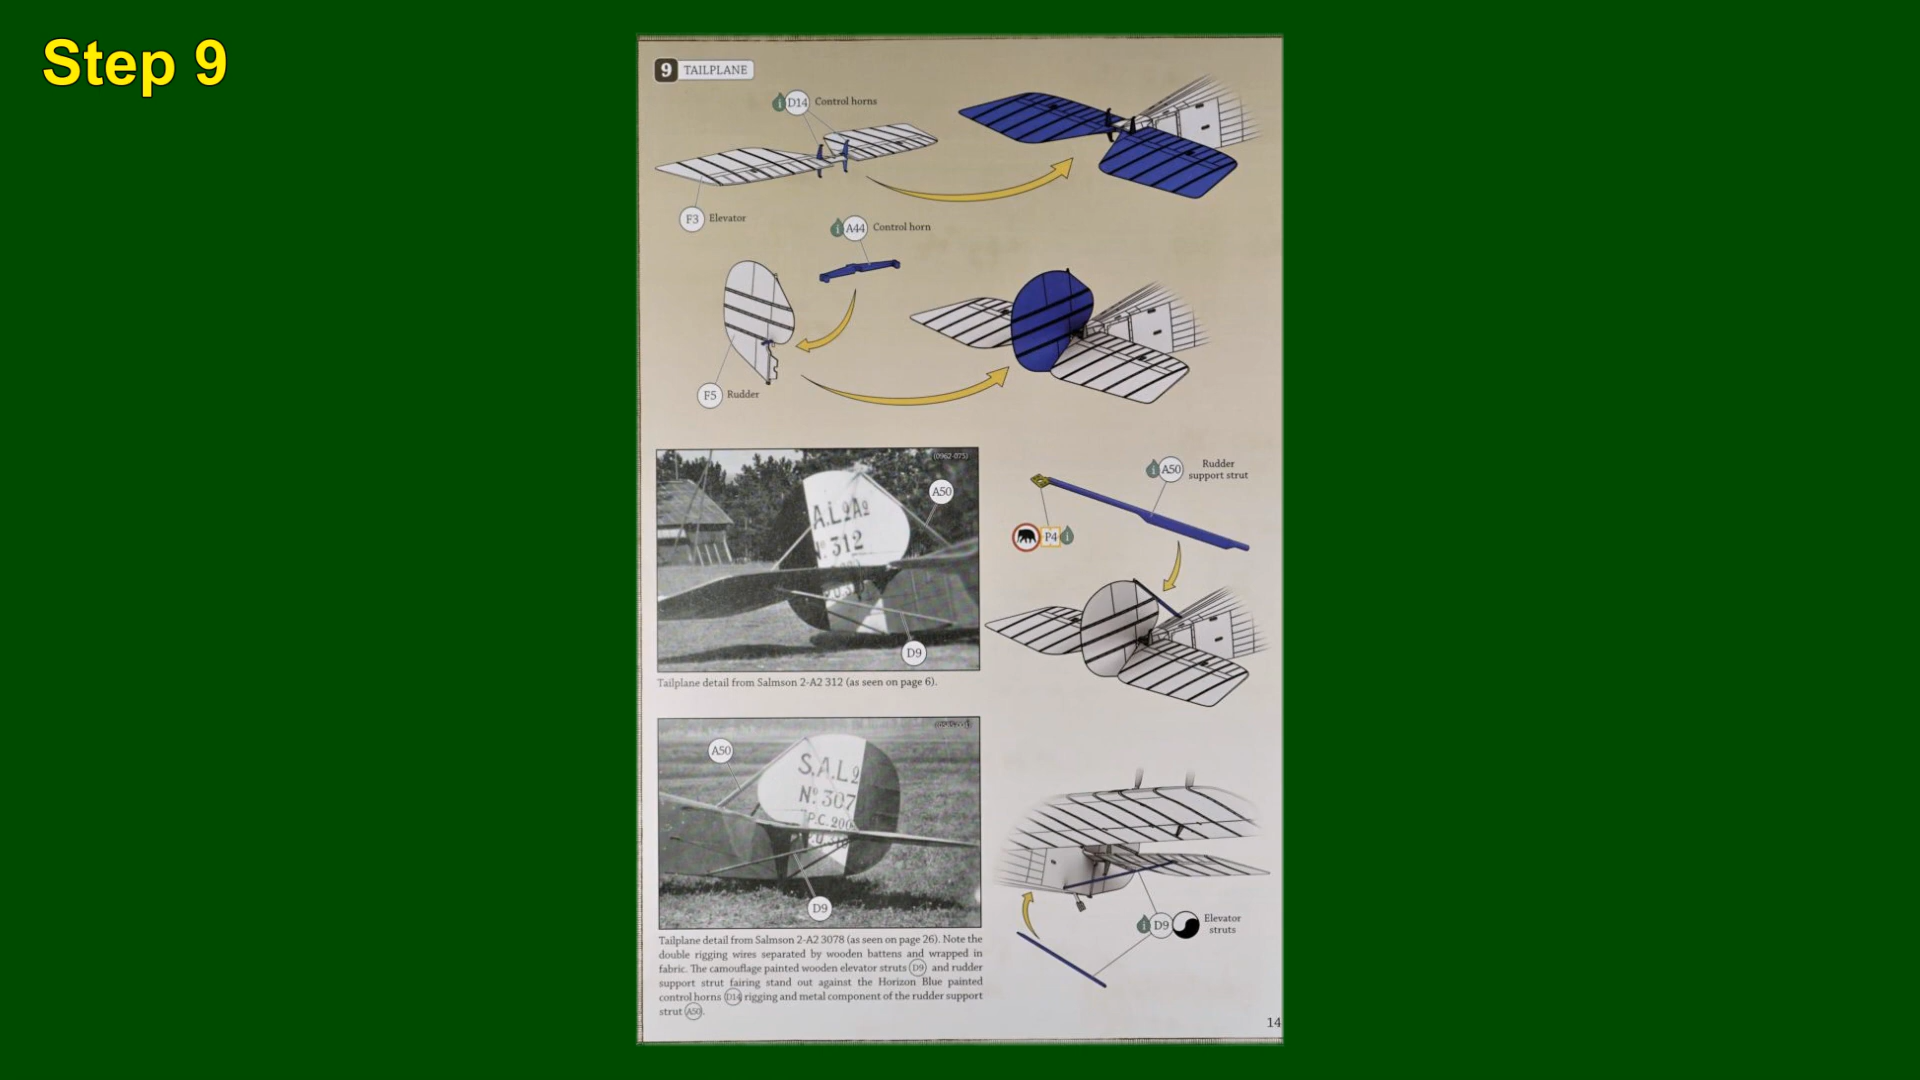 Step 9
9 TAILPLANE
i D14 Control horns
F3 Elevator
i A44 Control horn
F5 Rudder
(0962-075)
A50
D9
Tailplane detail from Salmson 2-A2 312 (as seen on page 6).
i A50 Rudder
support strut
P4 i
A.L2A2
N° 312
A50
S.A.L2
N° 307
P.C. 200
D9
i D9 Elevator
struts
Tailplane detail from Salmson 2-A2 3078 (as seen on page 26). Note the
double rigging wires separated by wooden battens and wrapped in
fabric. The camouflage painted wooden elevator struts D9 and rudder
support strut fairing stand out against the Horizon Blue painted
control horns D14 rigging and metal component of the rudder support
strut A50.
14